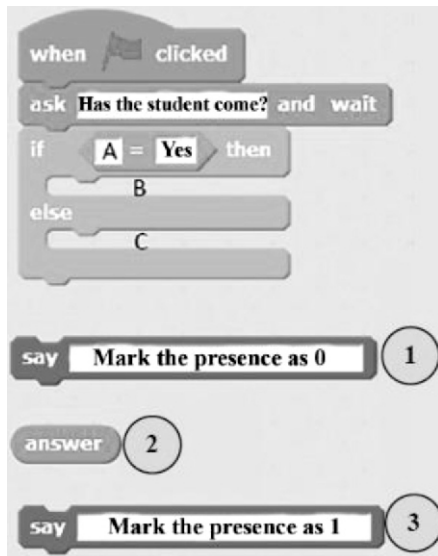 when clicked
ask Has the student come? and wait
if A = Yes then
B
else
C
say Mark the presence as 0 1
answer 2
say Mark the presence as 1 3